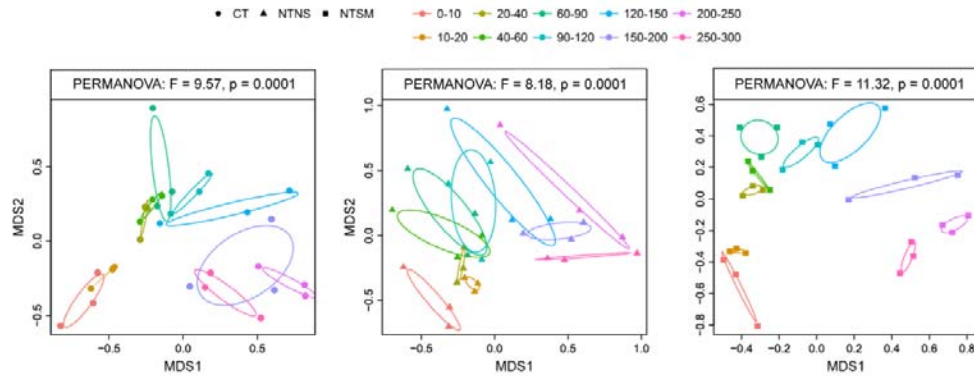 CT NTNS NTSM 0-10 20-40 60-90 120-150 200-250
10-20 40-60 90-120 150-200 250-300
PERMANOVA: F = 9.57, p = 0.0001
MDS2
0.5
0.0
−0.5
−0.5 0.0 0.5
MDS1
PERMANOVA: F = 8.18, p = 0.0001
MDS2
1.0
0.5
0.0
−0.5
−0.5 0.0 0.5 1.0
MDS1
PERMANOVA: F = 11.32, p = 0.0001
0.6
0.4
0.2
0.0
−0.2
−0.4
−0.6
−0.8
−0.4 −0.2 0.0 0.2 0.4 0.6 0.8
MDS1